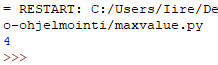 = RESTART: C:/Users/Iire/De
o-ohjelmointi/maxvalue.py
4
>>>